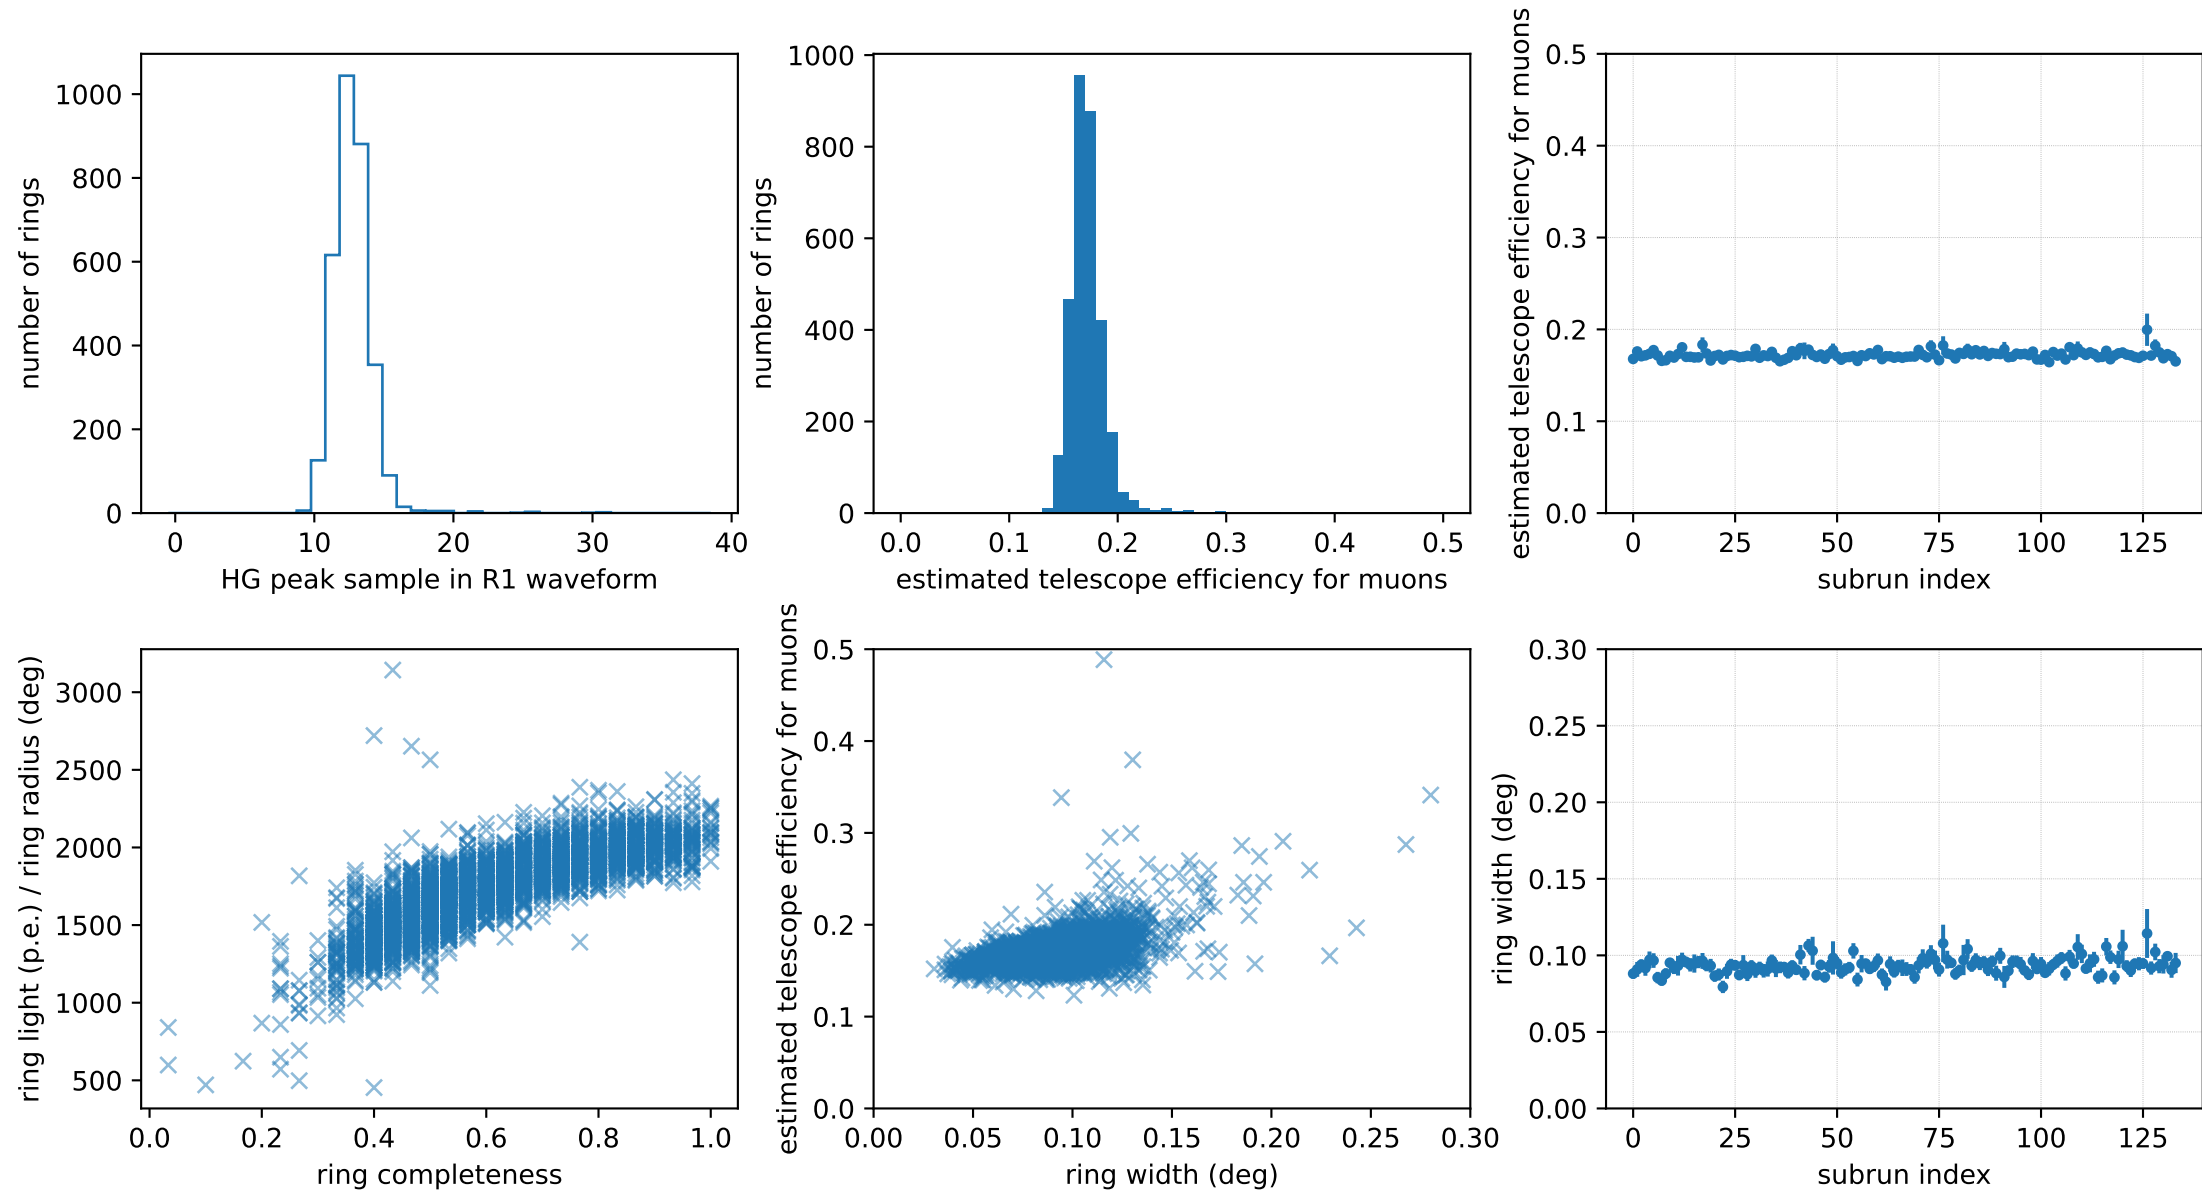 number of rings
1000
800
600
400
200
0
0 10 20 30 40
HG peak sample in R1 waveform
number of rings
1000
800
600
400
200
0
0.0 0.1 0.2 0.3 0.4 0.5
estimated telescope efficiency for muons
estimated telescope efficiency for muons
0.5
0.4
0.3
0.2
0.1
0.0
0 25 50 75 100 125
subrun index
ring light (p.e.) / ring radius (deg)
3000
2500
2000
1500
1000
500
0.0 0.2 0.4 0.6 0.8 1.0
ring completeness
estimated telescope efficiency for muons
0.5
0.4
0.3
0.2
0.1
0.0
0.00 0.05 0.10 0.15 0.20 0.25 0.30
ring width (deg)
ring width (deg)
0.30
0.25
0.20
0.15
0.10
0.05
0.00
0 25 50 75 100 125
subrun index